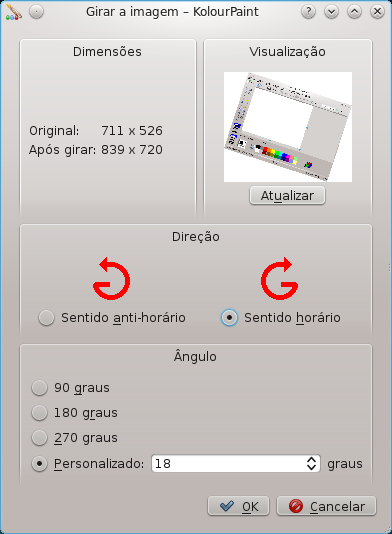 Girar a imagem – KolourPaint
Dimensões
Original: 711 x 526
Após girar: 839 x 720
Visualização
Atualizar
Direção
Sentido anti-horário
Sentido horário
Ângulo
90 graus
180 graus
270 graus
Personalizado: 18 graus
OK
Cancelar